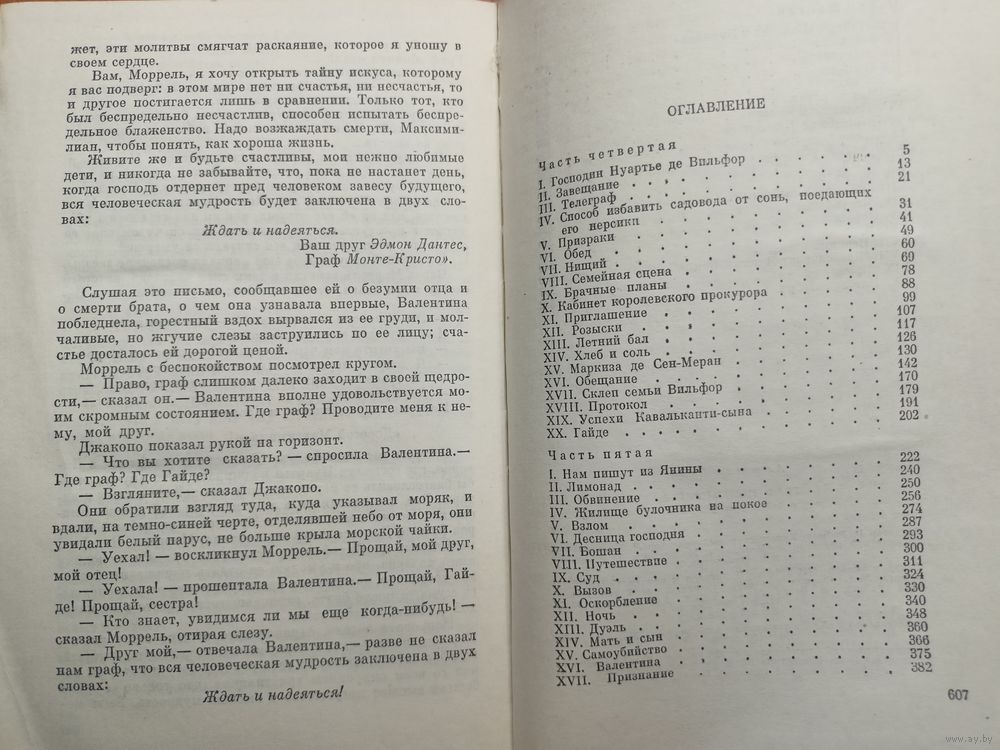 жет, эти молитвы смягчат раскаяние, которое я уношу в
своем сердце.
Вам, Моррель, я хочу открыть тайну искуса, которому
я вас подверг: в этом мире нет ни счастья, ни несчастья, то
и другое постигается лишь в сравнении. Только тот, кто
был беспредельно несчастлив, способен испытать беспре-
дельное блаженство. Надо возжаждать смерти, Максими-
лиан, чтобы понять, как хороша жизнь.
Живите же и будьте счастливы, мои нежно любимые
дети, и никогда не забывайте, что, пока не настанет день,
когда господь отдернет пред человеком завесу будущего,
вся человеческая мудрость будет заключена в двух сло-
вах:
Ждать и надеяться.
Ваш друг Эдмон Дантес,
Граф Монте-Кристо».
Слушая это письмо, сообщавшее ей о безумии отца и
о смерти брата, о чем она узнавала впервые, Валентина
побледнела, горестный вздох вырвался из ее груди, и мол-
чаливые, но жгучие слезы заструились по ее лицу; сча-
стье досталось ей дорогой ценой.
Моррель с беспокойством посмотрел кругом.
— Право, граф слишком далеко заходит в своей щедро-
сти,— сказал он.— Валентина вполне удовольствуется мо-
им скромным состоянием. Где граф? Проводите меня к не-
му, мой друг.
Джакопо показал рукой на горизонт.
— Что вы хотите сказать? — спросила Валентина.—
Где граф? Где Гайде?
— Взгляните,— сказал Джакопо.
Они обратили взгляд туда, куда указывал моряк, и
вдали, на темно-синей черте, отделявшей небо от моря, они
увидали белый парус, не больше крыла морской чайки.
— Уехал! — воскликнул Моррель.— Прощай, мой друг,
мой отец!
— Уехала! — прошептала Валентина.— Прощай, Гай-
де! Прощай, сестра!
— Кто знает, увидимся ли мы еще когда-нибудь! —
сказал Моррель, отирая слезу.
— Друг мой,— отвечала Валентина,— разве не сказал
нам граф, что вся человеческая мудрость заключена в двух
словах:
Ждать и надеяться!
ОГЛАВЛЕНИЕ
Часть четвертая
I. Господин Нуартье де Вильфор . . . . . . 5
II. Завещание . . . . . . . . . 13
III. Телеграф . . . . . . . . . 21
IV. Способ избавить садовода от сонь, поедающих
его персики . . . . . . . . . 31
V. Призраки . . . . . . . . . 41
VI. Обед . . . . . . . . . 49
VII. Нищий . . . . . . . . . 60
VIII. Семейная сцена . . . . . . . . 69
IX. Брачные планы . . . . . . . . 78
X. Кабинет королевского прокурора . . . . . 88
XI. Приглашение . . . . . . . . 99
XII. Розыски . . . . . . . . . 107
XIII. Летний бал . . . . . . . . 117
XIV. Хлеб и соль . . . . . . . . 126
XV. Маркиза де Сен-Меран . . . . . . 130
XVI. Обещание . . . . . . . . 142
XVII. Склеп семьи Вильфор . . . . . . 170
XVIII. Протокол . . . . . . . . 179
XIX. Успехи Кавальканти-сына . . . . . . 191
XX. Гайде . . . . . . . . . 202
Часть пятая
I. Нам пишут из Янины . . . . . . . 222
II. Лимонад . . . . . . . . . 240
III. Обвинение . . . . . . . . 250
IV. Жилище булочника на покое . . . . . 256
V. Взлом . . . . . . . . . 274
VI. Десница господня . . . . . . . 287
VII. Бошан . . . . . . . . . 293
VIII. Путешествие . . . . . . . . 300
IX. Суд . . . . . . . . . 311
X. Вызов . . . . . . . . . 324
XI. Оскорбление . . . . . . . . 330
XII. Ночь . . . . . . . . . 340
XIII. Дуэль . . . . . . . . . 348
XIV. Мать и сын . . . . . . . . 360
XV. Самоубийство . . . . . . . . 366
XVI. Валентина . . . . . . . . 375
XVII. Признание . . . . . . . . 382
607
www.ay.by